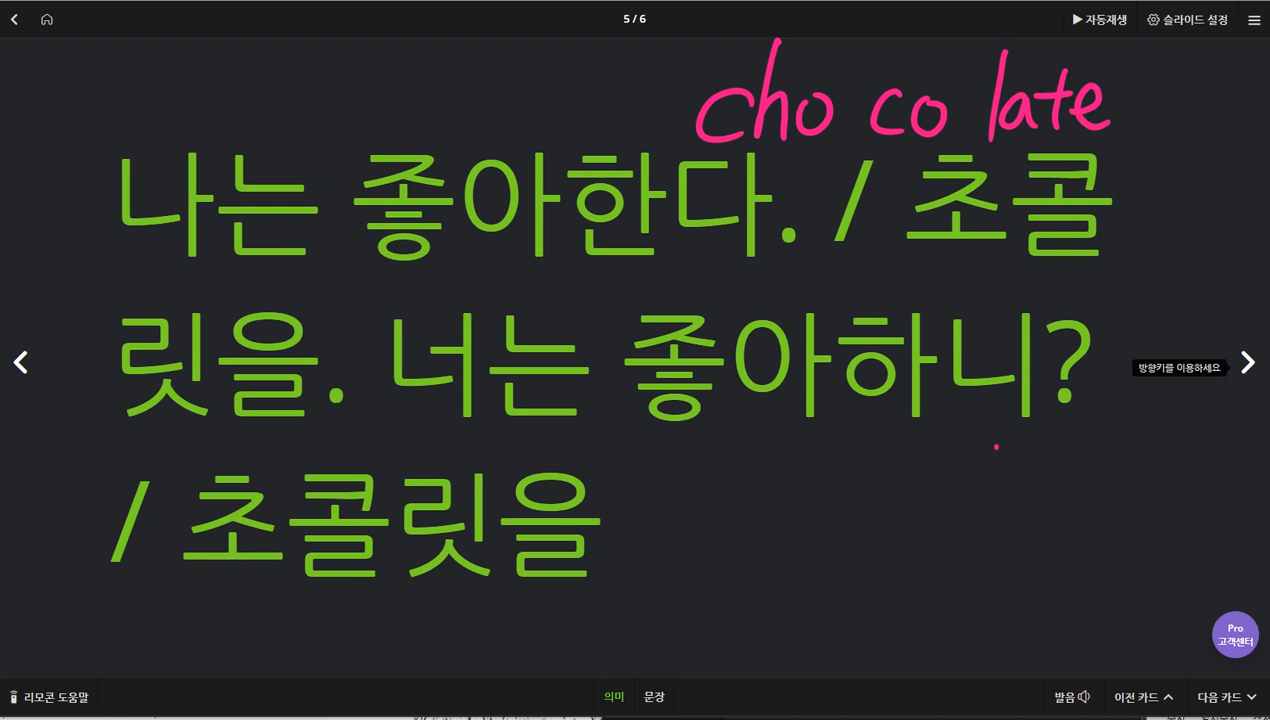 5 / 6
자동재생
슬라이드 설정
cho co late
나는 좋아한다. / 초콜
릿을. 너는 좋아하니?
방향키를 이용하세요
/ 초콜릿을
Pro
고객센터
리모콘 도움말
의미
문장
발음
이전 카드
다음 카드